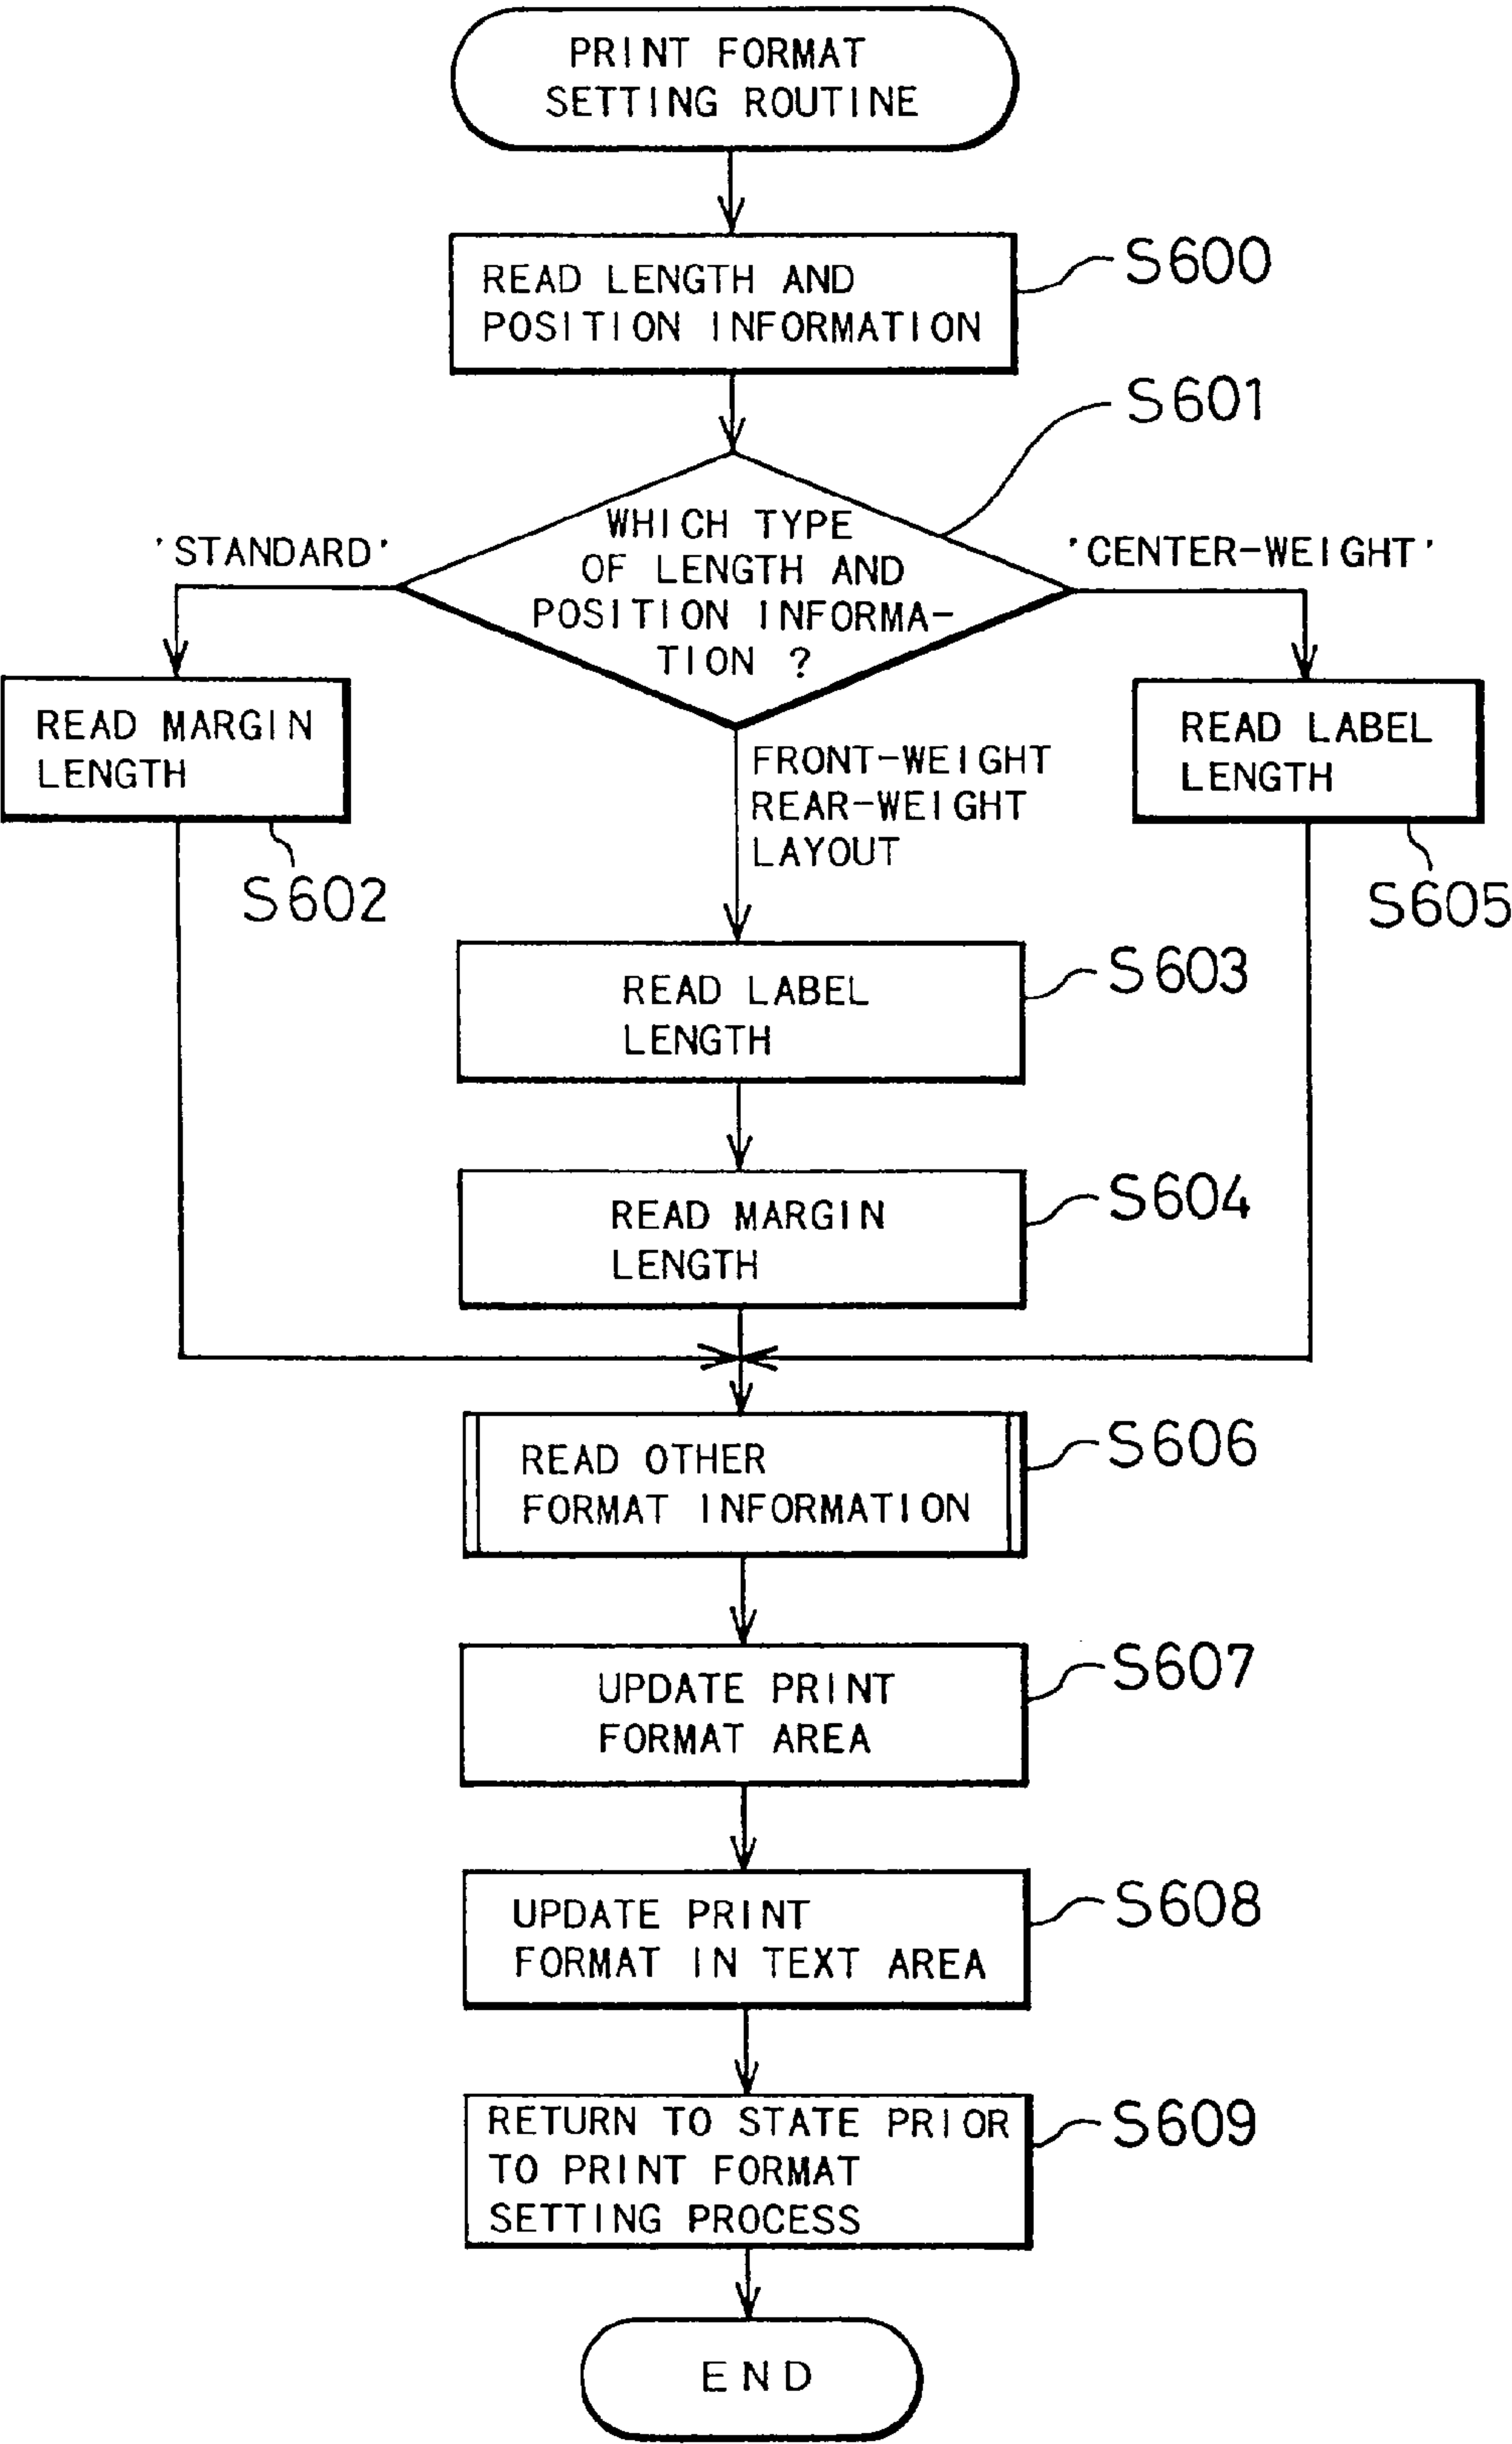 PRINT FORMAT
SETTING ROUTINE
READ LENGTH AND
POSITION INFORMATION
S600
S601
WHICH TYPE
OF LENGTH AND
POSITION INFORMA-
TION ?
'STANDARD'
'CENTER-WEIGHT'
READ MARGIN
LENGTH
S602
FRONT-WEIGHT
REAR-WEIGHT
LAYOUT
READ LABEL
LENGTH
S605
READ LABEL
LENGTH
S603
READ MARGIN
LENGTH
S604
READ OTHER
FORMAT INFORMATION
S606
UPDATE PRINT
FORMAT AREA
S607
UPDATE PRINT
FORMAT IN TEXT AREA
S608
RETURN TO STATE PRIOR
TO PRINT FORMAT
SETTING PROCESS
S609
END